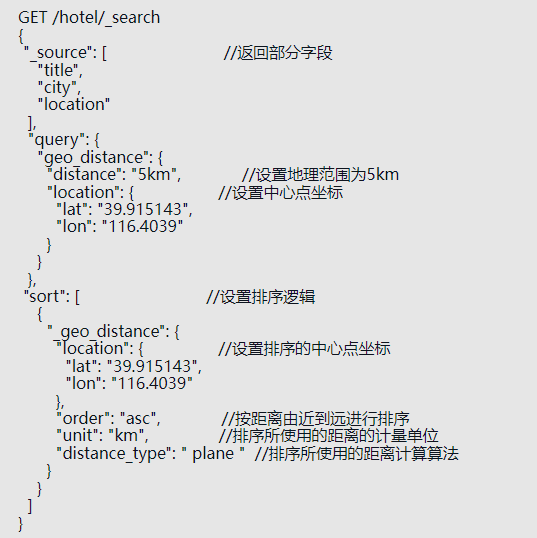 GET /hotel/_search
{
"_source": [ //返回部分字段
"title",
"city",
"location"
],
"query": {
"geo_distance": {
"distance": "5km", //设置地理范围为5km
"location": { //设置中心点坐标
"lat": "39.915143",
"lon": "116.4039"
}
}
},
"sort": [ //设置排序逻辑
{
"_geo_distance": {
"location": { //设置排序的中心点坐标
"lat": "39.915143",
"lon": "116.4039"
},
"order": "asc", //按距离由近到远进行排序
"unit": "km", //排序所使用的距离的计量单位
"distance_type": " plane " //排序所使用的距离计算算法
}
}
]
}